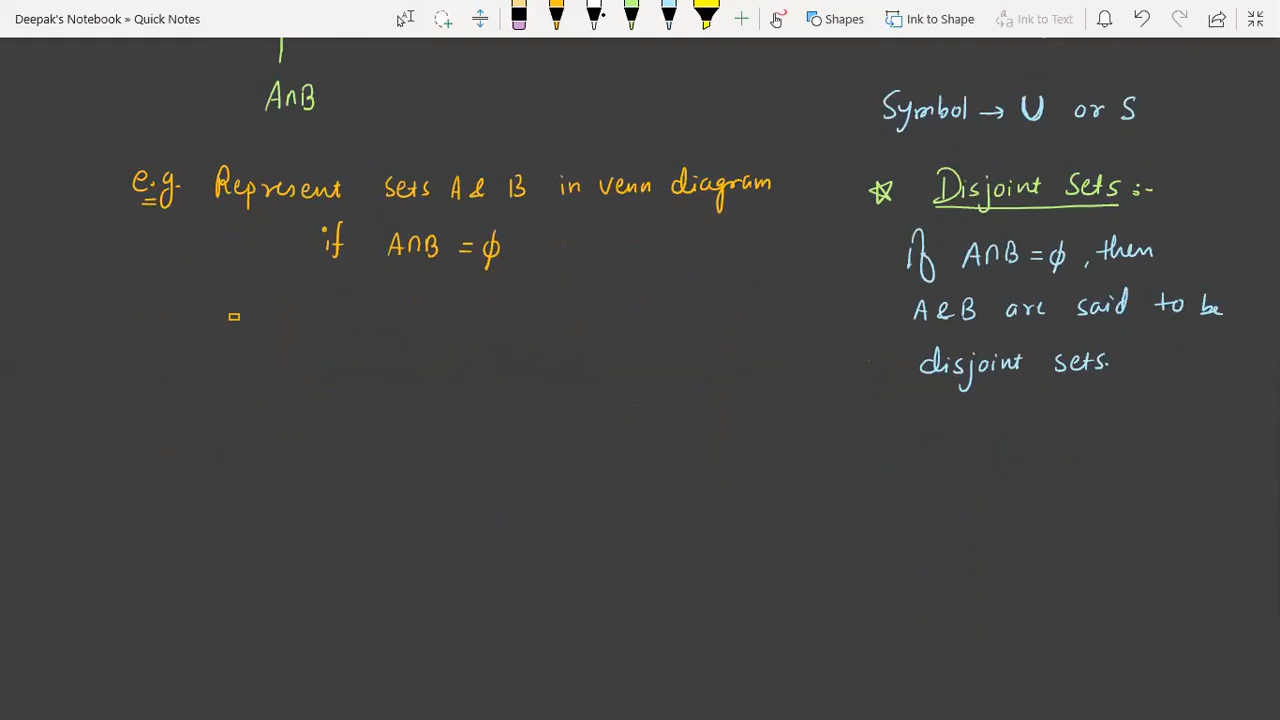 Deepak's Notebook » Quick Notes
Shapes
Ink to Shape
Ink to Text
A∩B
e.g. Represent sets A & B in venn diagram
if A∩B = ϕ
Symbol → U or S
☆ Disjoint Sets :-
If A∩B = ϕ, then
A & B are said to be
disjoint sets.